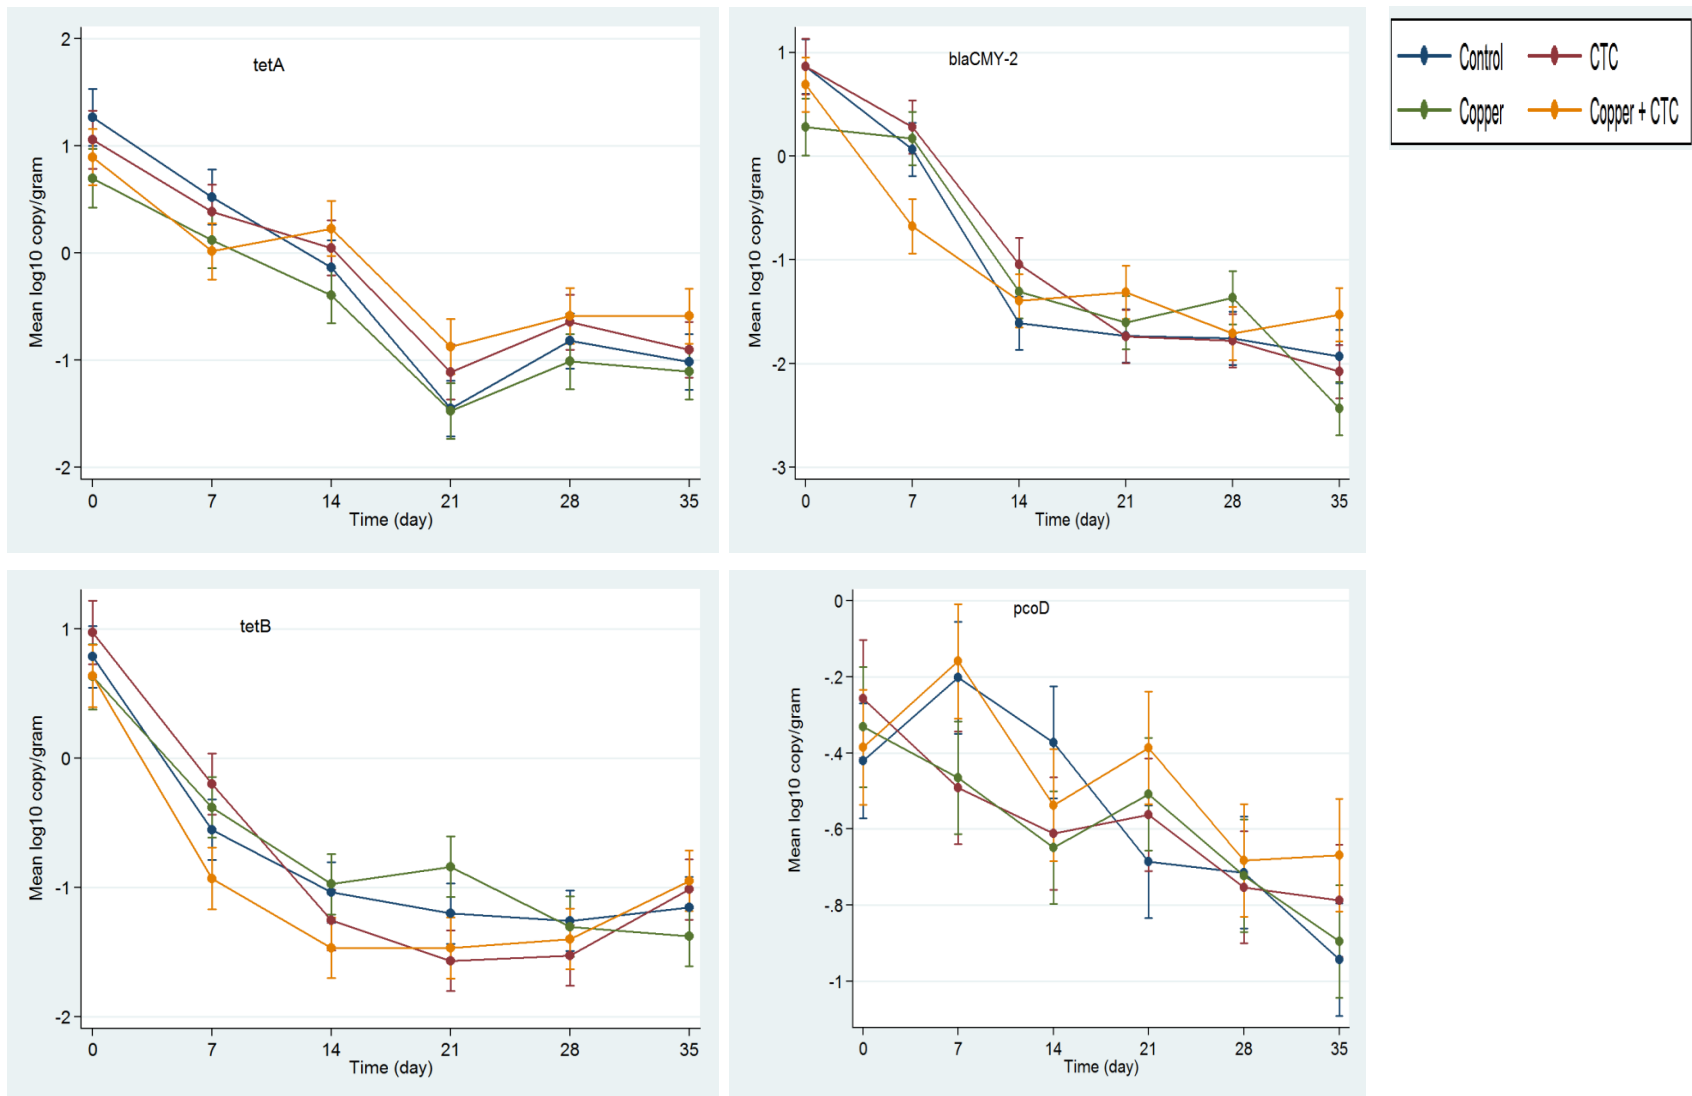 tetA
Mean log10 copy/gram
2
1
0
-1
-2
0 7 14 21 28 35
Time (day)
blaCMY-2
Mean log10 copy/gram
1
0
-1
-2
-3
0 7 14 21 28 35
Time (day)
Control CTC
Copper Copper + CTC
tetB
Mean log10 copy/gram
1
0
-1
-2
0 7 14 21 28 35
Time (day)
pcoD
Mean log10 copy/gram
0
-.2
-.4
-.6
-.8
-1
0 7 14 21 28 35
Time (day)